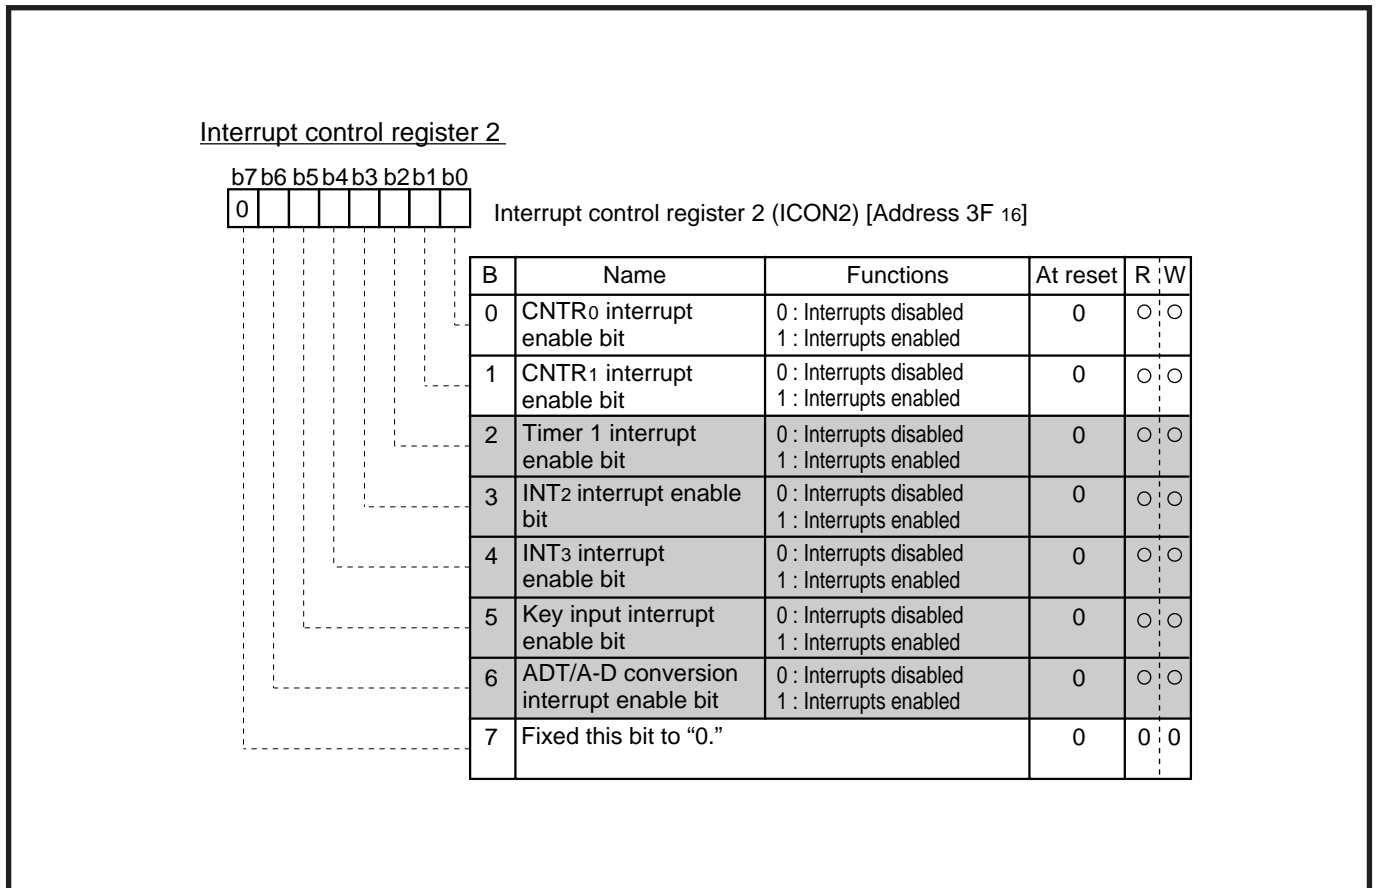 Interrupt control register 2
b7 b6 b5 b4 b3 b2 b1 b0
0
Interrupt control register 2 (ICON2) [Address 3F 16]
B Name Functions At reset R W
0 CNTR0 interrupt enable bit 0 : Interrupts disabled 0 ○ ○
1 : Interrupts enabled
1 CNTR1 interrupt enable bit 0 : Interrupts disabled 0 ○ ○
1 : Interrupts enabled
2 Timer 1 interrupt enable bit 0 : Interrupts disabled 0 ○ ○
1 : Interrupts enabled
3 INT2 interrupt enable bit 0 : Interrupts disabled 0 ○ ○
1 : Interrupts enabled
4 INT3 interrupt enable bit 0 : Interrupts disabled 0 ○ ○
1 : Interrupts enabled
5 Key input interrupt enable bit 0 : Interrupts disabled 0 ○ ○
1 : Interrupts enabled
6 ADT/A-D conversion interrupt enable bit 0 : Interrupts disabled 0 ○ ○
1 : Interrupts enabled
7 Fixed this bit to “0.” 0 0 0